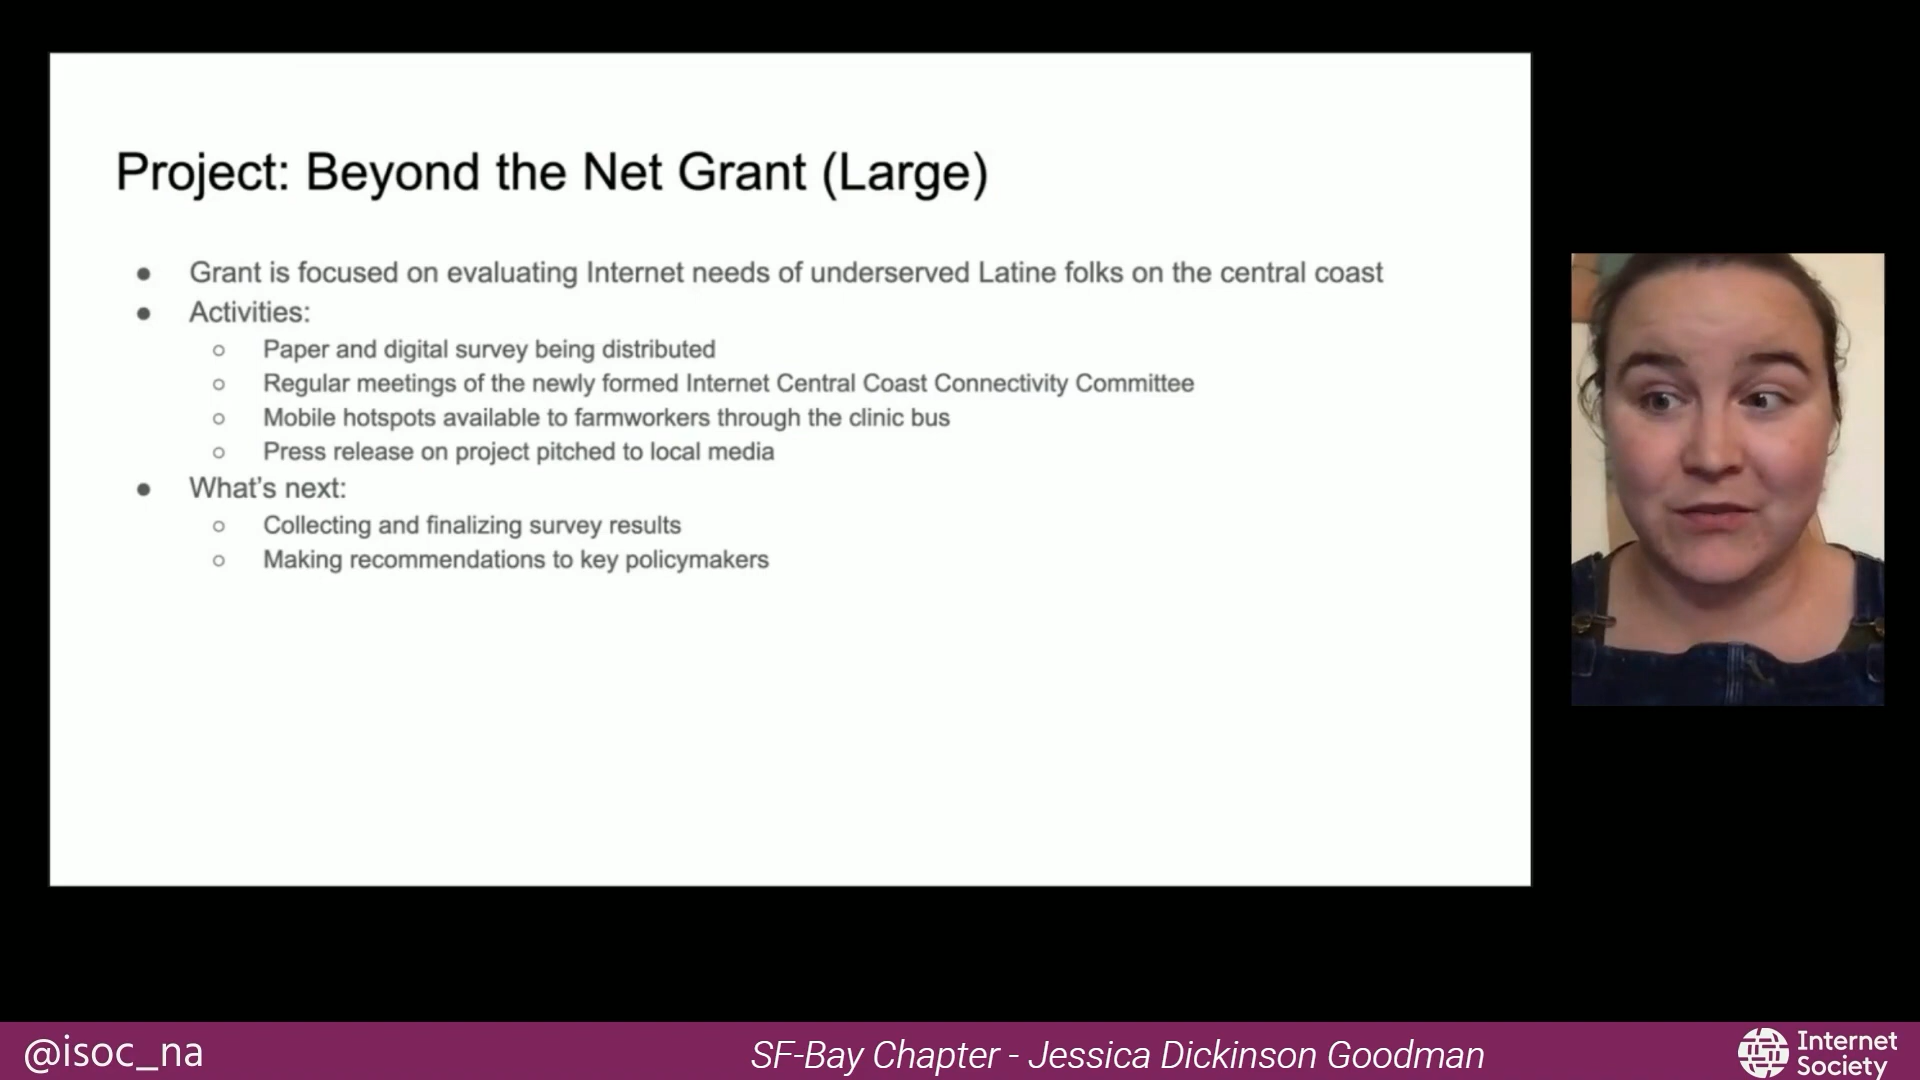 Project: Beyond the Net Grant (Large)
● Grant is focused on evaluating Internet needs of underserved Latine folks on the central coast
● Activities:
○ Paper and digital survey being distributed
○ Regular meetings of the newly formed Internet Central Coast Connectivity Committee
○ Mobile hotspots available to farmworkers through the clinic bus
○ Press release on project pitched to local media
● What's next:
○ Collecting and finalizing survey results
○ Making recommendations to key policymakers
@isoc_na
SF-Bay Chapter - Jessica Dickinson Goodman
Internet
Society